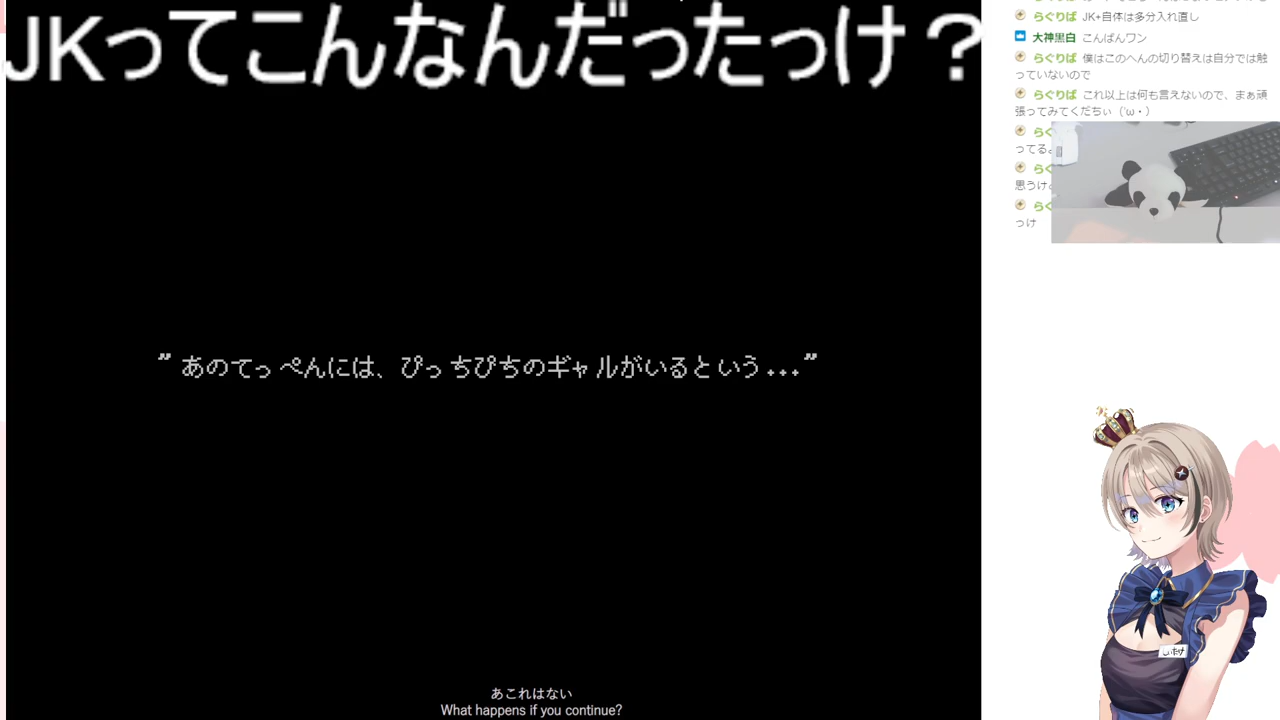 JKってこんなんだったっけ？
” あのてっぺんには、ぴっちぴちのギャルがいるという...”
あこれはない
What happens if you continue?
らぐりば JK+自体は多分入れ直し
大神黒白 こんばんワン
らぐりば 僕はこのへんの切り替えは自分では触
っていないので
らぐりば これ以上は何も言えないので、まぁ頑
張ってみてくだちぃ（'ω・）
らぐ
ってる
らぐ
思うけ
らぐ
っけ
しいたけ